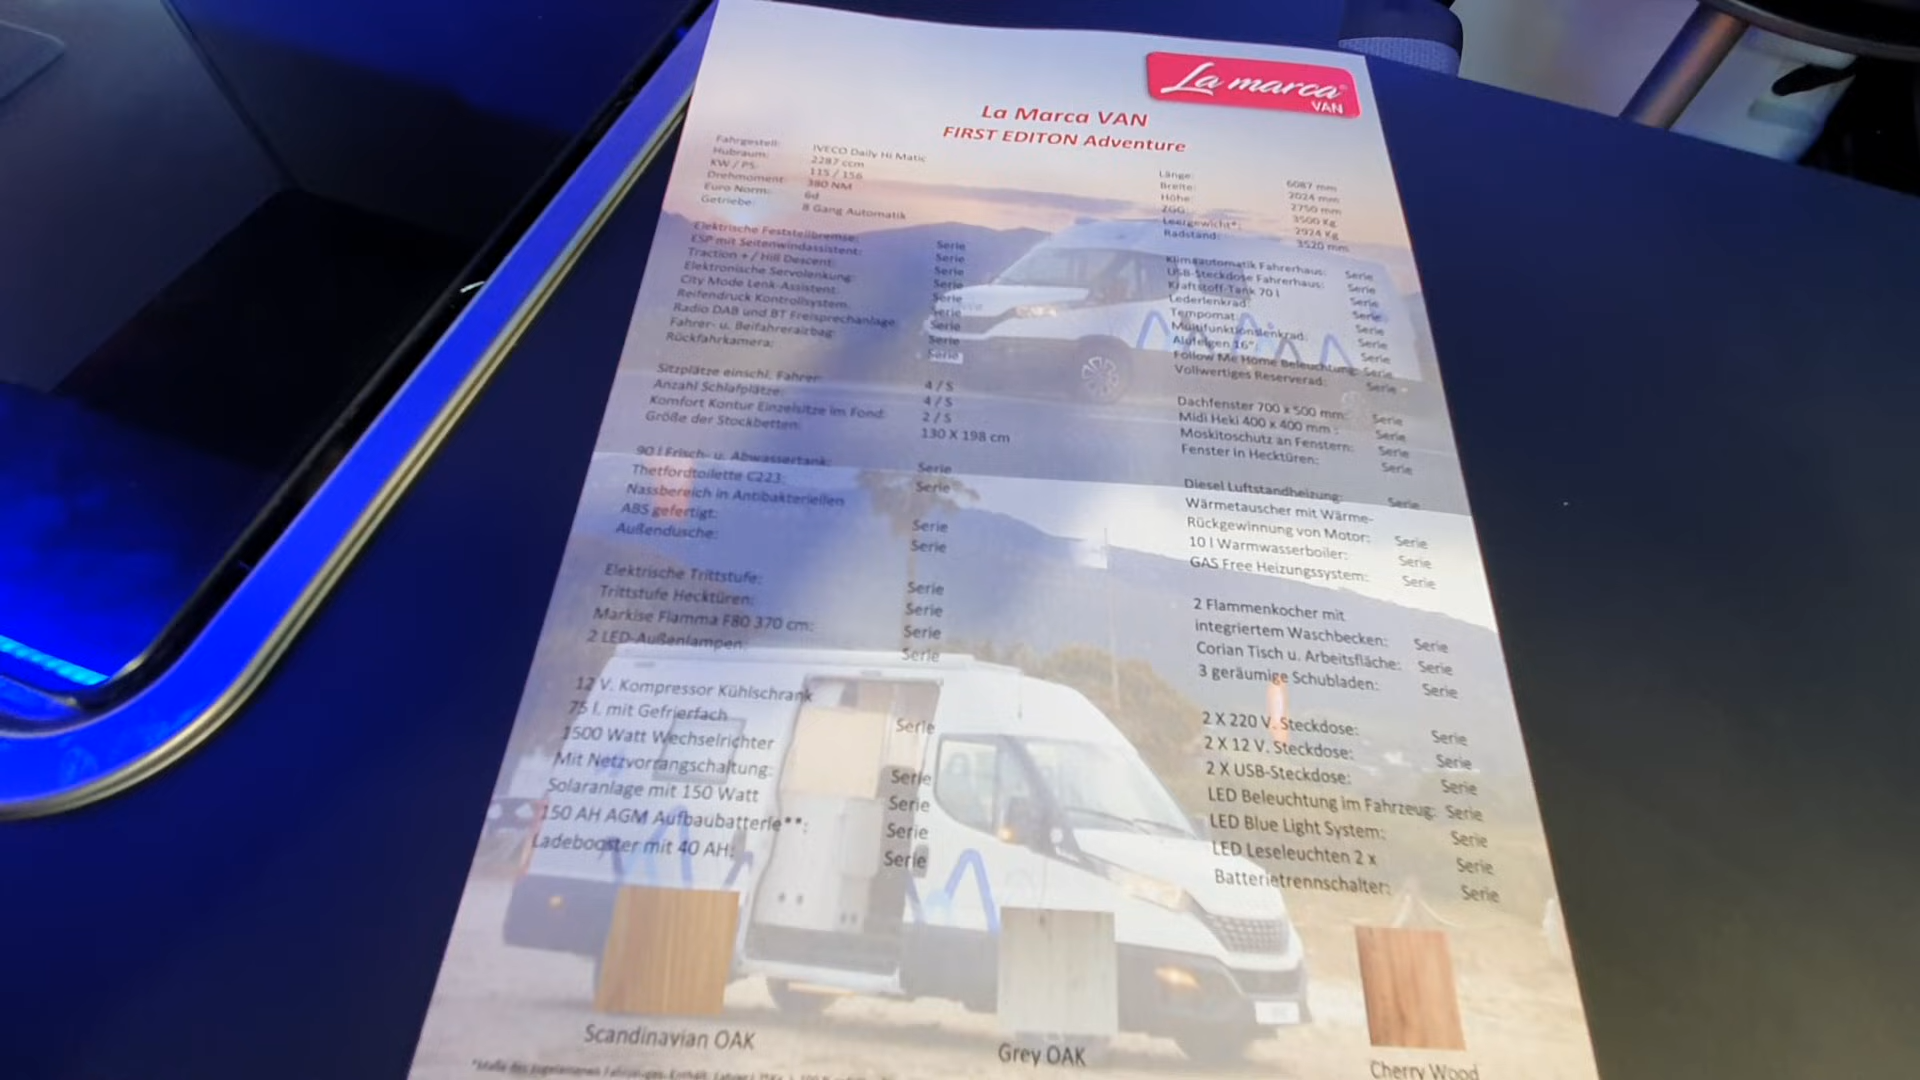 La marca
VAN
La Marca VAN
FIRST EDITON Adventure
Fahrgestell: IVECO Daily Hi Matic
Hubraum: 2287 ccm
KW / PS: 115 / 156
Drehmoment: 380 NM
Euro Norm: 6d
Getriebe: 8 Gang Automatik
Elektrische Feststellbremse: Serie
ESP mit Seitenwindassistent: Serie
Traction + / Hill Descent: Serie
Elektronische Servolenkung: Serie
City Mode Lenk-Assistent: Serie
Reifendruck Kontrollsystem: Serie
Radio DAB und BT Freisprechanlage Serie
Fahrer- u. Beifahrerairbag: Serie
Rückfahrkamera: Serie
Sitzplätze einschl. Fahrer: 4 / 5
Anzahl Schlafplätze: 4 / 5
Komfort Kontur Einzelsitze im Fond: 2 / 5
Größe der Stockbetten: 130 X 198 cm
90 l Frisch- u. Abwassertank: Serie
Thetfordtoilette C223: Serie
Nassbereich in Antibakteriellen
ABS gefertigt: Serie
Außendusche: Serie
Elektrische Trittstufe: Serie
Trittstufe Hecktüren: Serie
Markise Fiamma F80 370 cm: Serie
2 LED-Außenlampen: Serie
12 V. Kompressor Kühlschrank
75 l. mit Gefrierfach Serie
1500 Watt Wechselrichter
Mit Netzvorrangschaltung: Serie
Solaranlage mit 150 Watt Serie
150 AH AGM Aufbaubatterie**: Serie
Ladebooster mit 40 AH: Serie
Länge: 6087 mm
Breite: 2024 mm
Höhe: 2750 mm
ZGG: 3500 Kg
Leergewicht*: 2924 Kg
Radstand: 3520 mm
Klimaautomatik Fahrerhaus: Serie
USB-Steckdose Fahrerhaus: Serie
Kraftstoff-Tank 70 l Serie
Lederlenkrad: Serie
Tempomat: Serie
Multifunktionslenkrad: Serie
Alufelgen 16": Serie
Follow Me Home Beleuchtung: Serie
Vollwertiges Reserverad: Serie
Dachfenster 700 x 500 mm: Serie
Midi Heki 400 x 400 mm : Serie
Moskitoschutz an Fenstern: Serie
Fenster in Hecktüren: Serie
Diesel Luftstandheizung: Serie
Wärmetauscher mit Wärme-
Rückgewinnung von Motor: Serie
10 l Warmwasserboiler: Serie
GAS Free Heizungssystem: Serie
2 Flammenkocher mit
integriertem Waschbecken: Serie
Corian Tisch u. Arbeitsfläche: Serie
3 geräumige Schubladen: Serie
2 X 220 V. Steckdose: Serie
2 X 12 V. Steckdose: Serie
2 X USB-Steckdose: Serie
LED Beleuchtung im Fahrzeug: Serie
LED Blue Light System: Serie
LED Leseleuchten 2 x Serie
Batterietrennschalter: Serie
Scandinavian OAK
Grey OAK
Cherry Wood